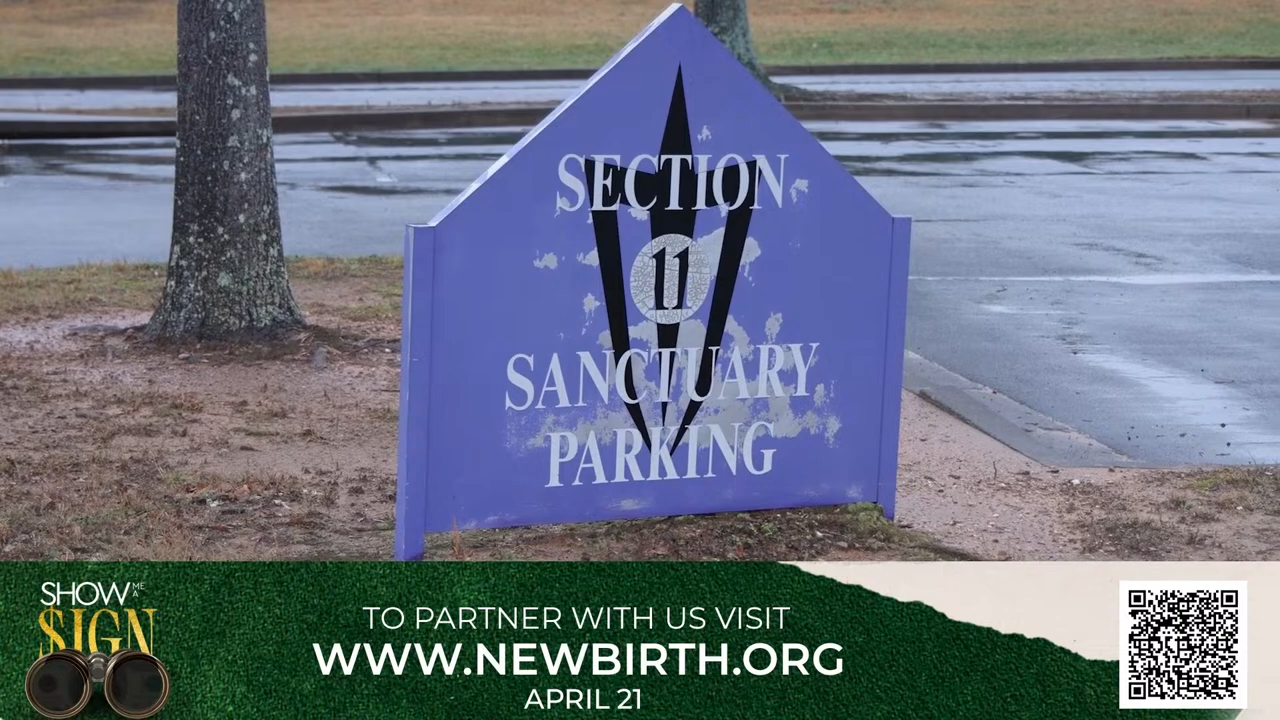 SECTION
11
SANCTUARY
PARKING
SHOW ME A
SIGN
TO PARTNER WITH US VISIT
WWW.NEWBIRTH.ORG
APRIL 21